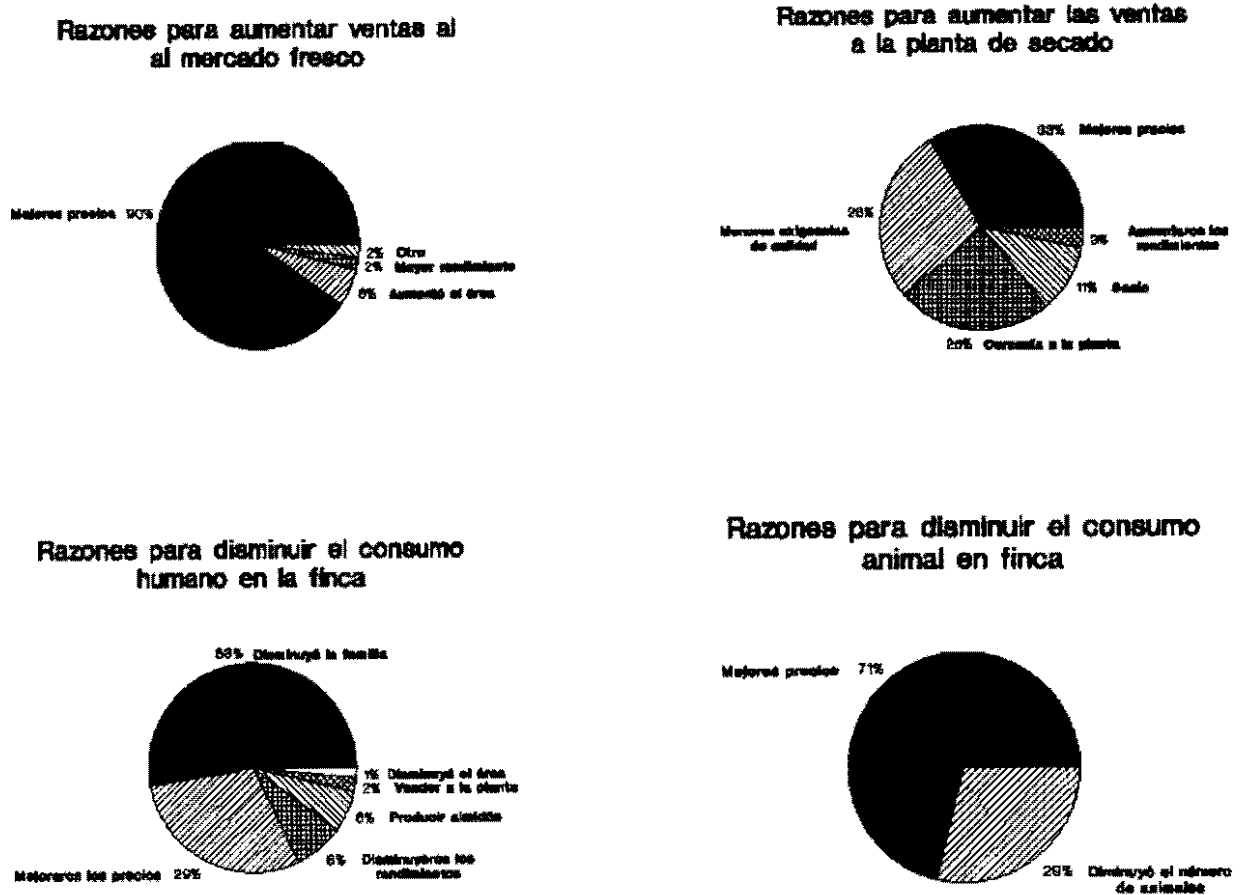 Razones para aumentar ventas al
al mercado fresco
Mejores precios 90%
2% Otro
2% Mayor rendimiento
6% Aumentó el área
Razones para aumentar las ventas
a la planta de secado
33% Mejores precios
Menores exigencias 28%
de calidad
3% Aumentaron los
rendimientos
11% Socio
Cercanía a la planta
Razones para disminuir el consumo
humano en la finca
Disminuyó la familia
1% Disminuyó el área
2% Vender a la planta
6% Producir almidón
Disminuyeron los
rendimientos
Mejoraron los precios 29%
Razones para disminuir el consumo
animal en finca
Mejores precios 71%
29% Diminuyó el número
de animales